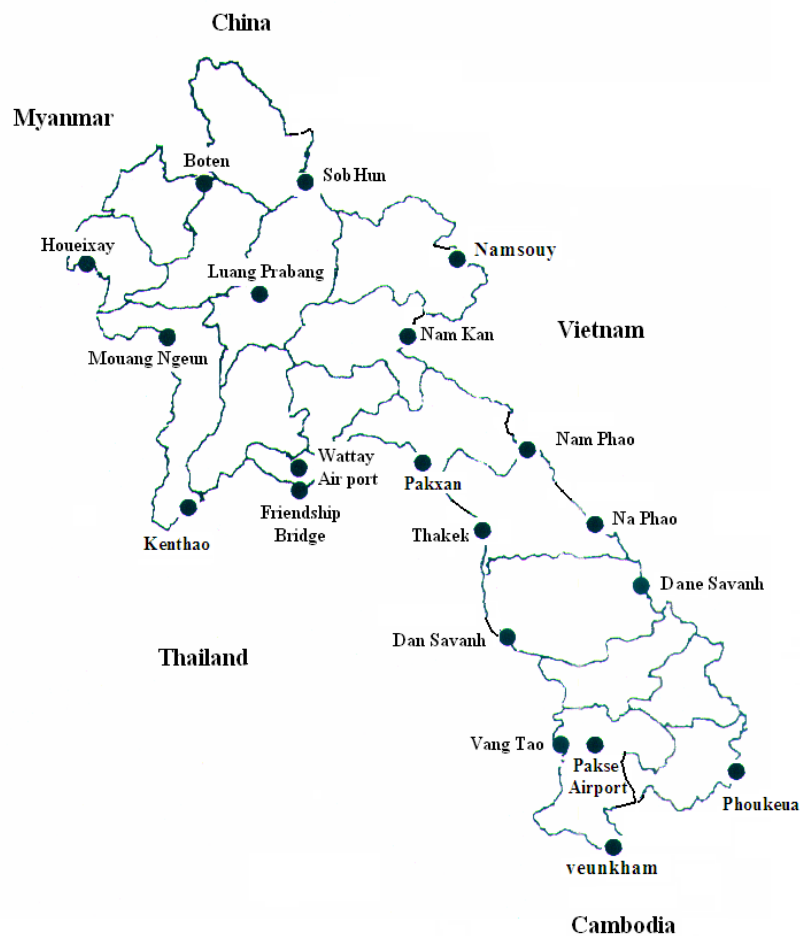 China
Myanmar
Boten
Sob Hun
Houeixay
Namsouy
Luang Prabang
Vietnam
Nam Kan
Mouang Ngeun
Nam Phao
Wattay
Air port
Pakxan
Friendship
Bridge
Na Phao
Thakek
Kenthao
Dane Savanh
Dan Savanh
Thailand
Vang Tao
Pakse
Airport
Phoukeua
veunkham
Cambodia